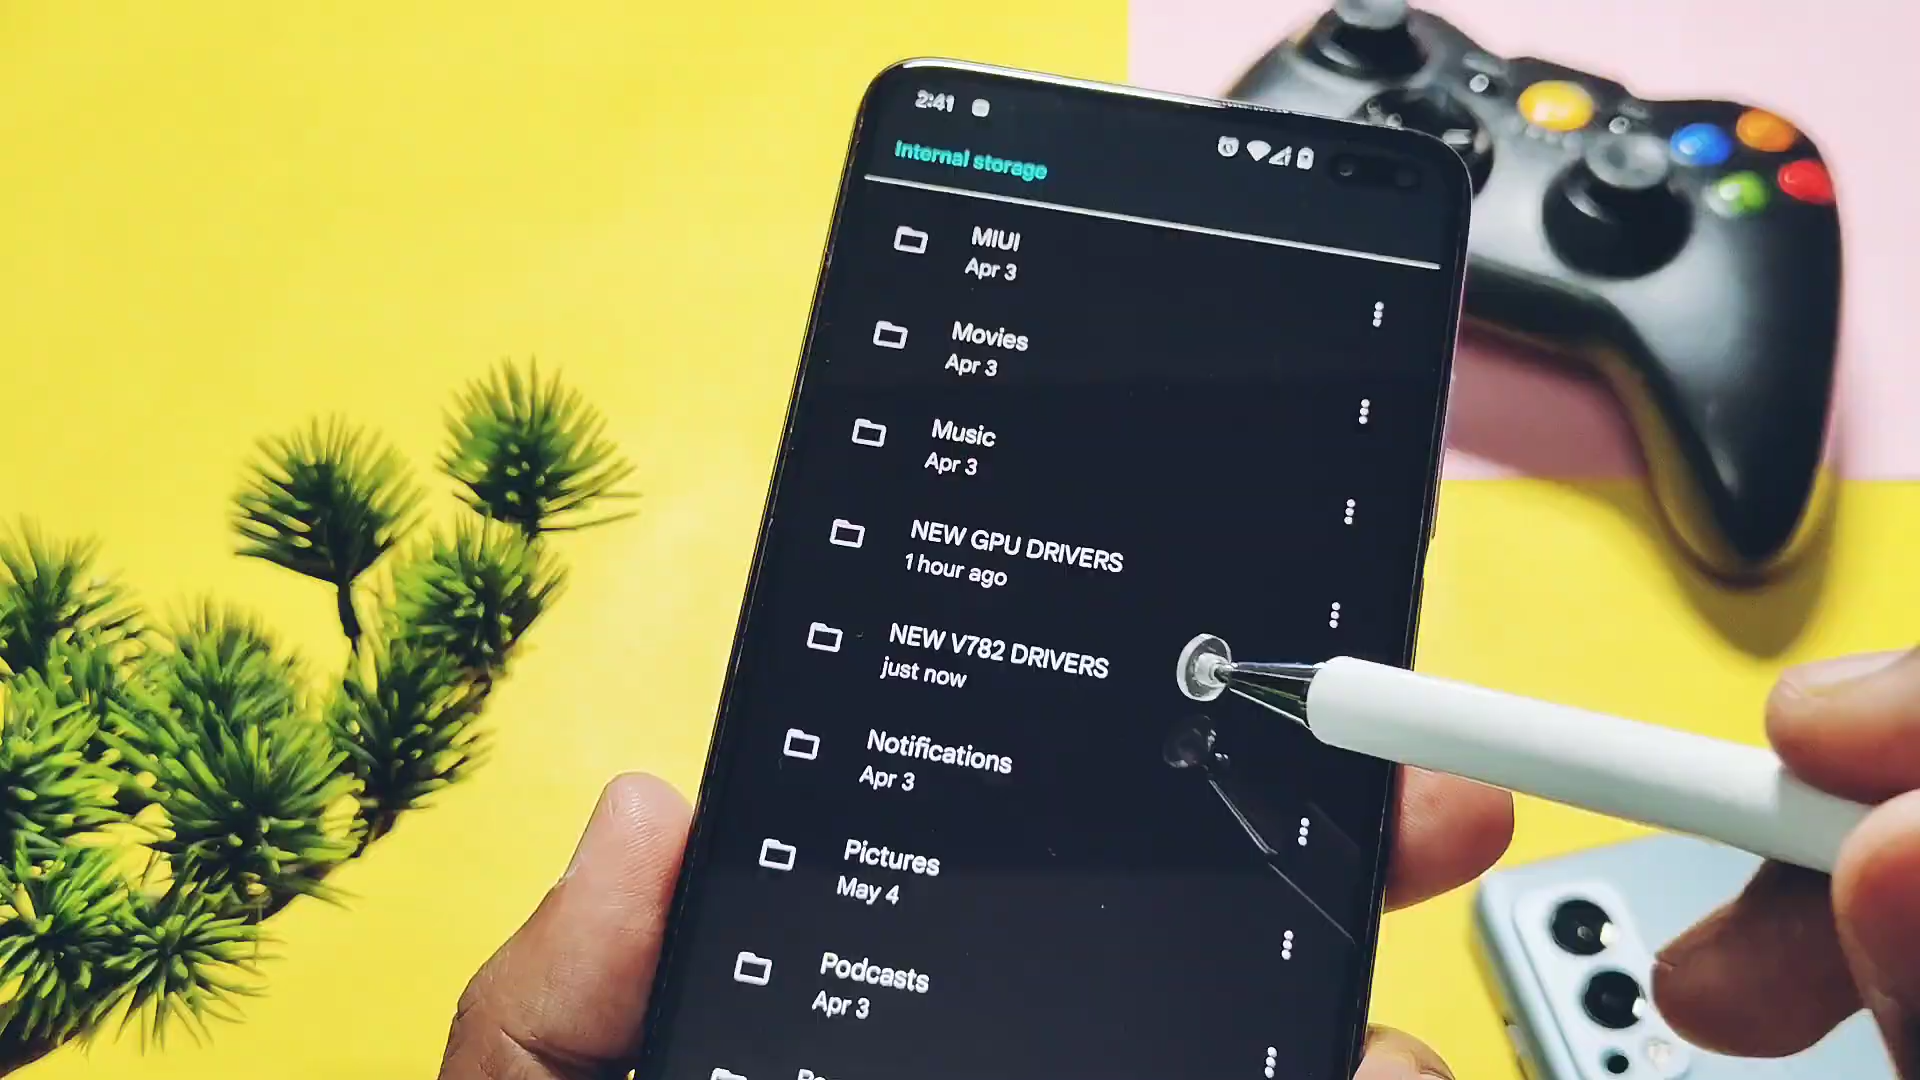 2:41
Internal storage
MIUI
Apr 3
Movies
Apr 3
Music
Apr 3
NEW GPU DRIVERS
1 hour ago
NEW V782 DRIVERS
just now
Notifications
Apr 3
Pictures
May 4
Podcasts
Apr 3